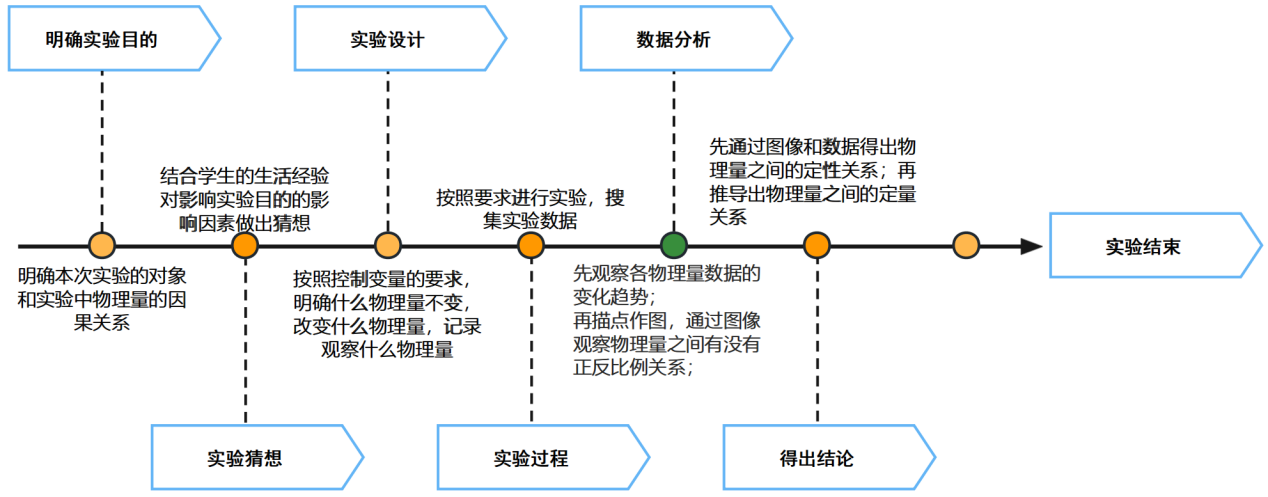 明确实验目的
实验设计
数据分析
结合学生的生活经验
对影响实验目的的影
响因素做出猜想
按照要求进行实验，搜
集实验数据
先通过图像和数据得出物
理量之间的定性关系；再
推导出物理量之间的定量
关系
实验结束
明确本次实验的对象
和实验中物理量的因
果关系
按照控制变量的要求，
明确什么物理量不变，
改变什么物理量，记录
观察什么物理量
先观察各物理量数据的
变化趋势；
再描点作图，通过图像
观察物理量之间有没有
正反比例关系；
实验猜想
实验过程
得出结论